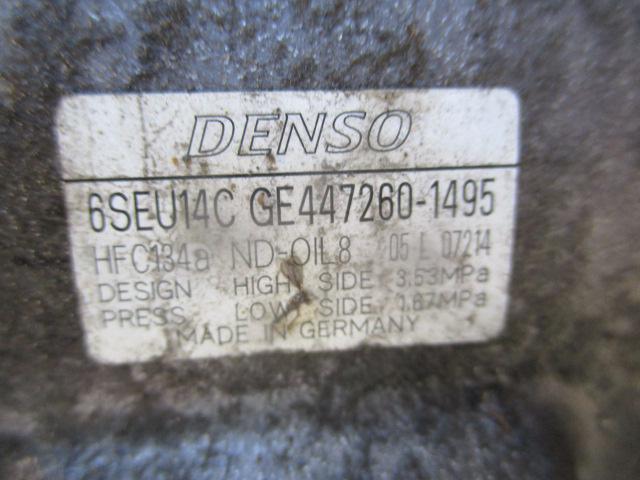 DENSO
6SEU14C GE447260-1495
HFC134a ND-OIL8 05 L 07214
DESIGN HIGH SIDE 3.53MPa
PRESS. LOW SIDE 1.67MPa
MADE IN GERMANY